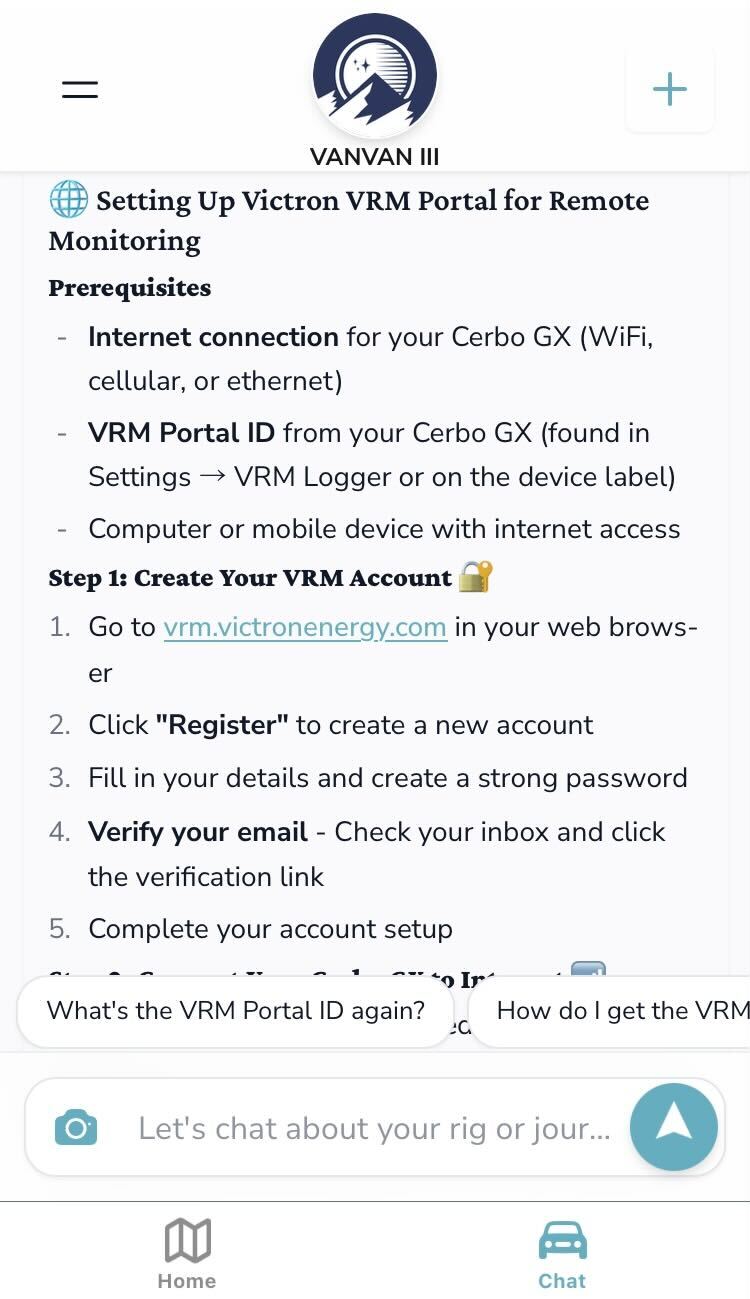 VANVAN III
Setting Up Victron VRM Portal for Remote
Monitoring
Prerequisites
- Internet connection for your Cerbo GX (WiFi,
cellular, or ethernet)
- VRM Portal ID from your Cerbo GX (found in
Settings → VRM Logger or on the device label)
- Computer or mobile device with internet access
Step 1: Create Your VRM Account
1. Go to vrm.victronenergy.com in your web brows-
er
2. Click "Register" to create a new account
3. Fill in your details and create a strong password
4. Verify your email - Check your inbox and click
the verification link
5. Complete your account setup
What's the VRM Portal ID again?
How do I get the VRM
Let's chat about your rig or jour...
Home
Chat